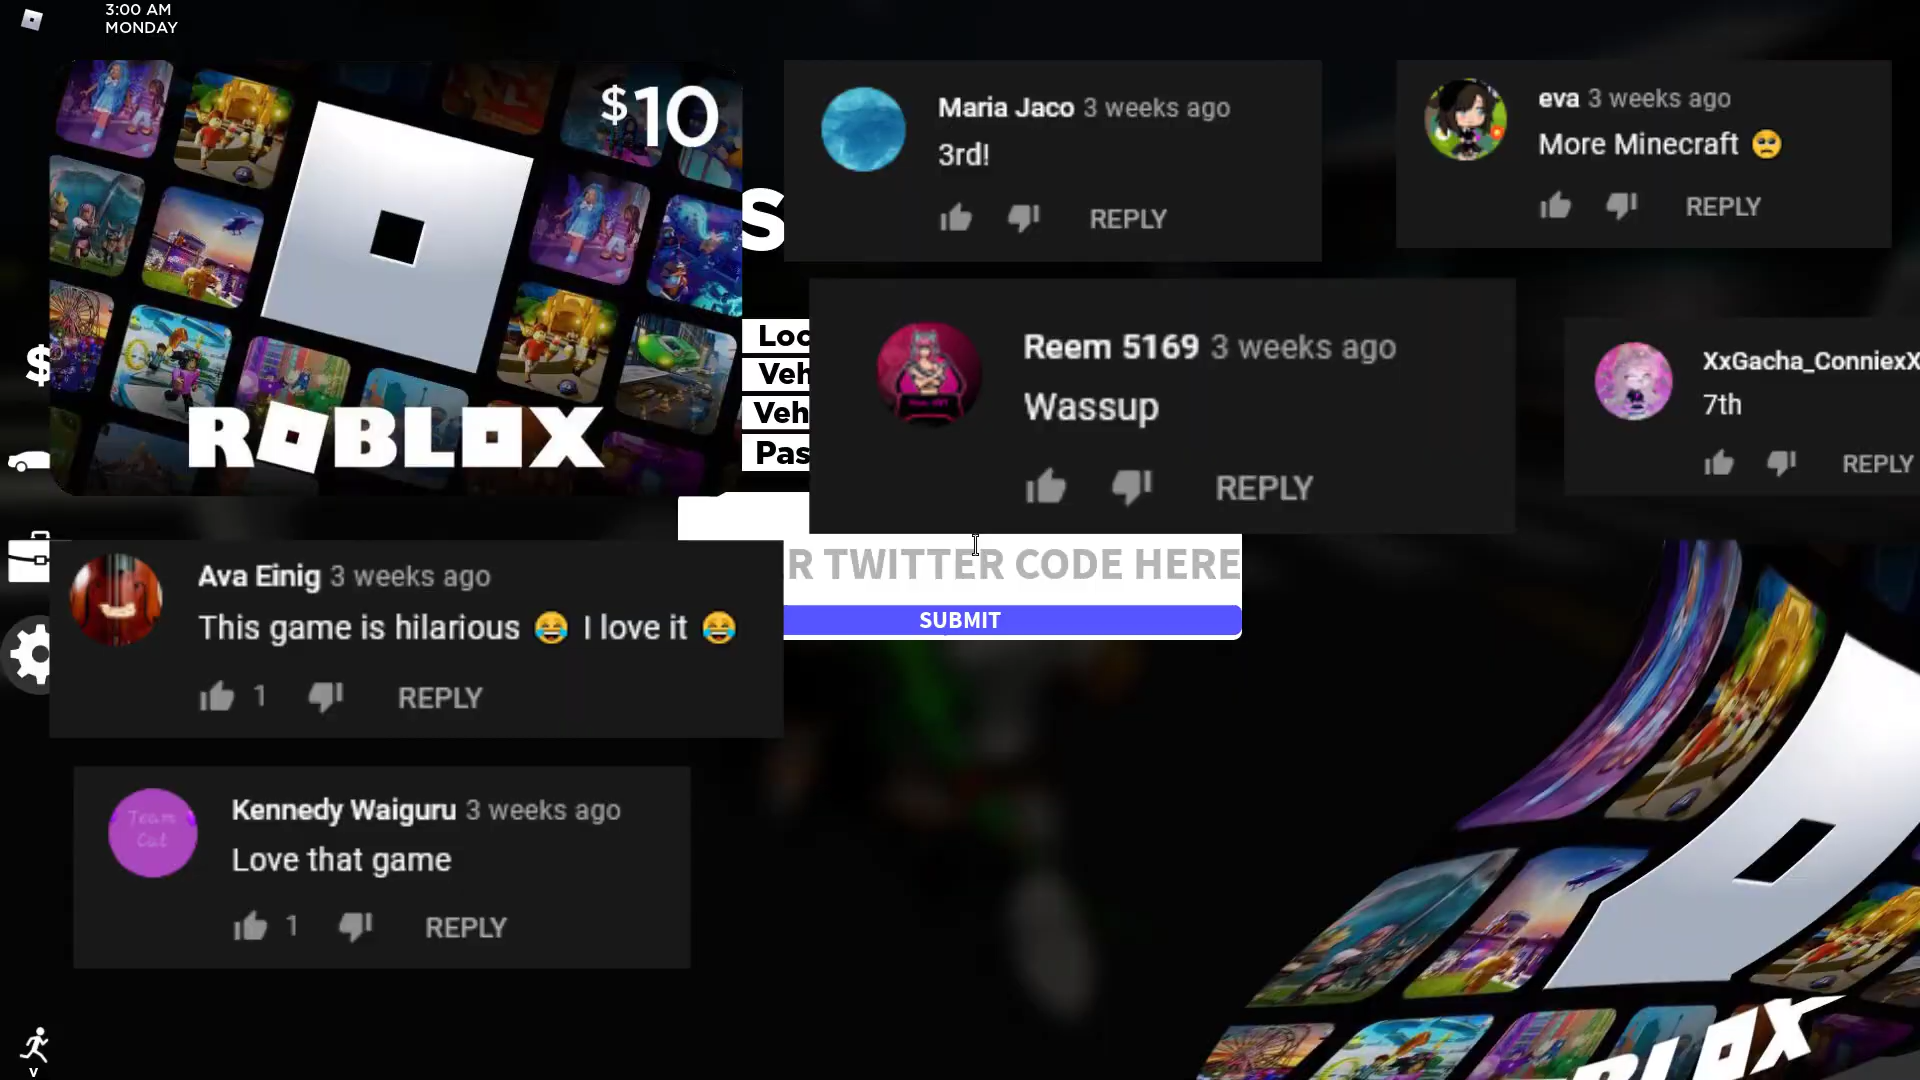 3:00 AM
MONDAY
$10
ROBLOX
S
$
Loc
Veh
Veh
Pas
Maria Jaco 3 weeks ago
3rd!
REPLY
eva 3 weeks ago
More Minecraft 🥺
REPLY
Reem 5169 3 weeks ago
Wassup
REPLY
XxGacha_ConniexX
7th
REPLY
R TWITTER CODE HERE
SUBMIT
Ava Einig 3 weeks ago
This game is hilarious 😂 I love it 😂
1 REPLY
Kennedy Waiguru 3 weeks ago
Team
Cat
Love that game
1 REPLY
BLOX
V